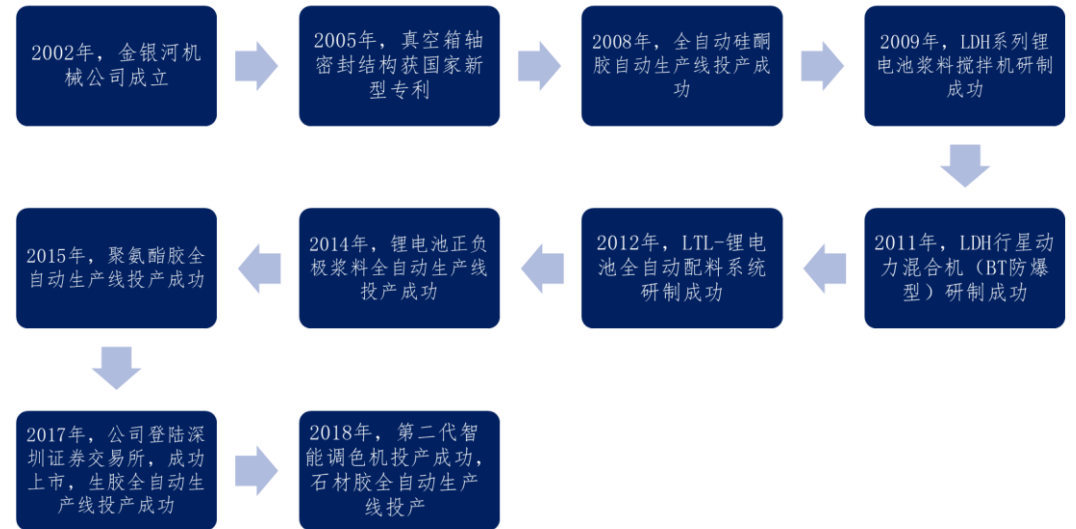 2002年，金银河机
械公司成立
2005年，真空箱轴
密封结构获国家新
型专利
2008年，全自动硅酮
胶自动生产线投产成
功
2009年，LDH系列锂
电池浆料搅拌机研制
成功
2011年，LDH行星动
力混合机（BT防爆
型）研制成功
2012年，LTL-锂电
池全自动配料系统
研制成功
2014年，锂电池正负
极浆料全自动生产线
投产成功
2015年，聚氨酯胶全
自动生产线投产成功
2017年，公司登陆深
圳证券交易所，成功
上市，生胶全自动生
产线投产成功
2018年，第二代智
能调色机投产成功，
石材胶全自动生产
线投产